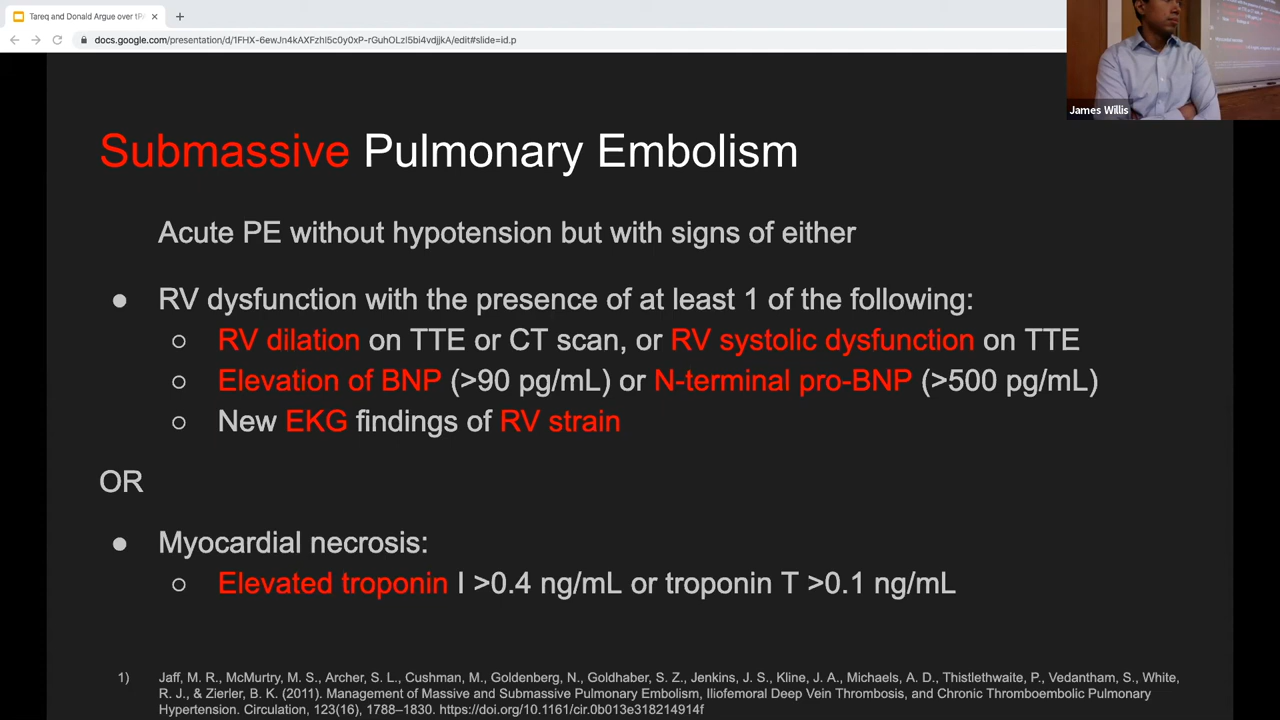 Tareq and Donald Argue over tP
docs.google.com/presentation/d/1FHX-6ewJn4kAXFzhI5c0y0xP-rGuhOLzI5bi4vdjjkA/edit#slide=id.p
James Willis
Submassive Pulmonary Embolism
Acute PE without hypotension but with signs of either
● RV dysfunction with the presence of at least 1 of the following:
○ RV dilation on TTE or CT scan, or RV systolic dysfunction on TTE
○ Elevation of BNP (>90 pg/mL) or N-terminal pro-BNP (>500 pg/mL)
○ New EKG findings of RV strain
OR
● Myocardial necrosis:
○ Elevated troponin I >0.4 ng/mL or troponin T >0.1 ng/mL
1) Jaff, M. R., McMurtry, M. S., Archer, S. L., Cushman, M., Goldenberg, N., Goldhaber, S. Z., Jenkins, J. S., Kline, J. A., Michaels, A. D., Thistlethwaite, P., Vedantham, S., White,
R. J., & Zierler, B. K. (2011). Management of Massive and Submassive Pulmonary Embolism, Iliofemoral Deep Vein Thrombosis, and Chronic Thromboembolic Pulmonary
Hypertension. Circulation, 123(16), 1788–1830. https://doi.org/10.1161/cir.0b013e318214914f